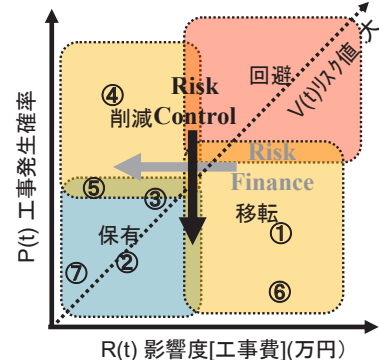 P(t) 工事発生確率
④
削減
Risk
Control
回避
V(t)リスク値 大
⑤
③
Risk
Finance
保有
移転
①
②
⑦
⑥
R(t) 影響度[工事費](万円)